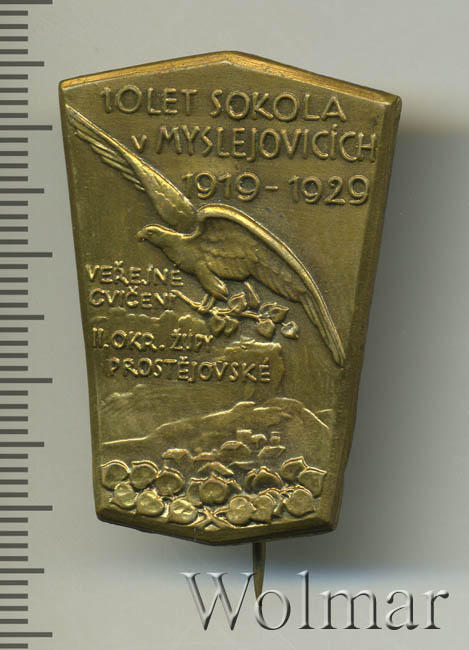 10 LET SOKOLA
V MYSLEJOVICÍCH
1919-1929
VEŘEJNÉ
CVIČENÍ
II. OKR. ŽUPY
PROSTĚJOVSKÉ
Wolmar